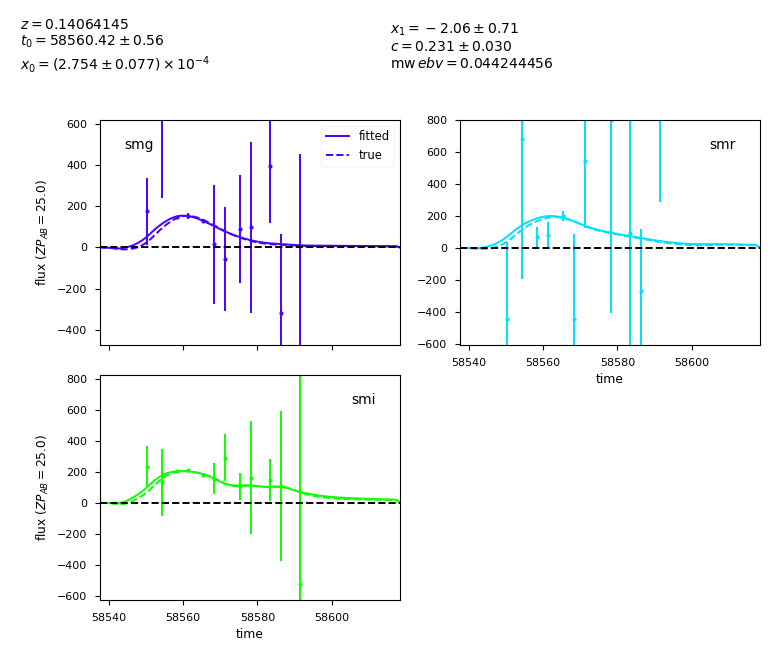 z = 0.14064145
t₀ = 58560.42 ± 0.56
x₀ = (2.754 ± 0.077) × 10⁻⁴
x₁ = −2.06 ± 0.71
c = 0.231 ± 0.030
mw ebv = 0.044244456
600
400
200
0
−200
−400
flux (ZP_AB = 25.0)
smg
fitted
true
800
600
400
200
0
−200
−400
−600
smr
58540 58560 58580 58600
time
800
600
400
200
0
−200
−400
−600
flux (ZP_AB = 25.0)
smi
58540 58560 58580 58600
time